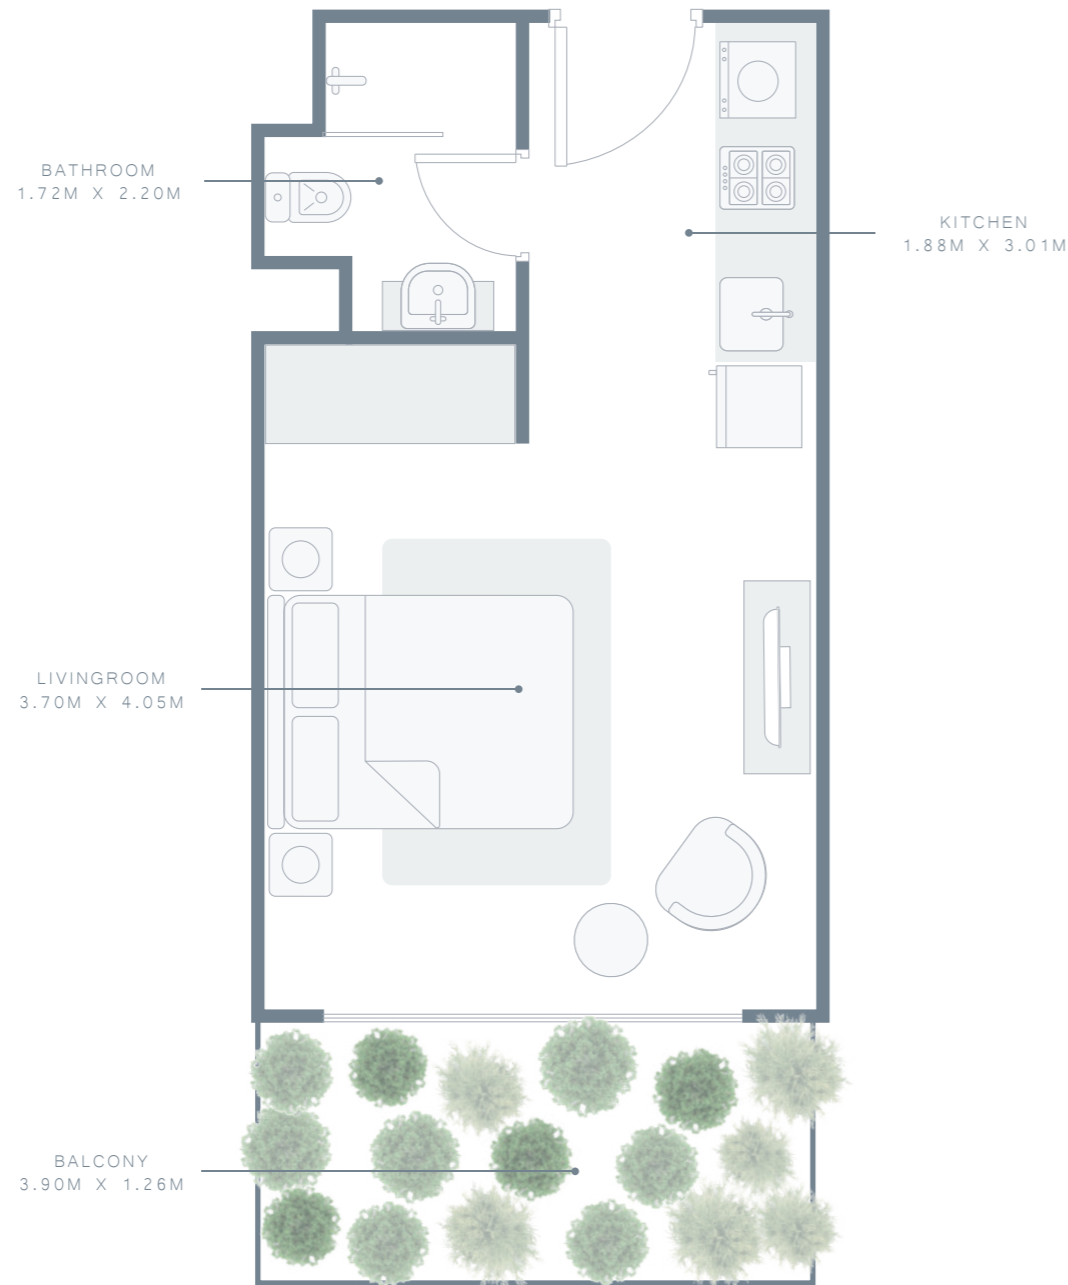 BATHROOM
1.72M X 2.20M
KITCHEN
1.88M X 3.01M
LIVINGROOM
3.70M X 4.05M
BALCONY
3.90M X 1.26M